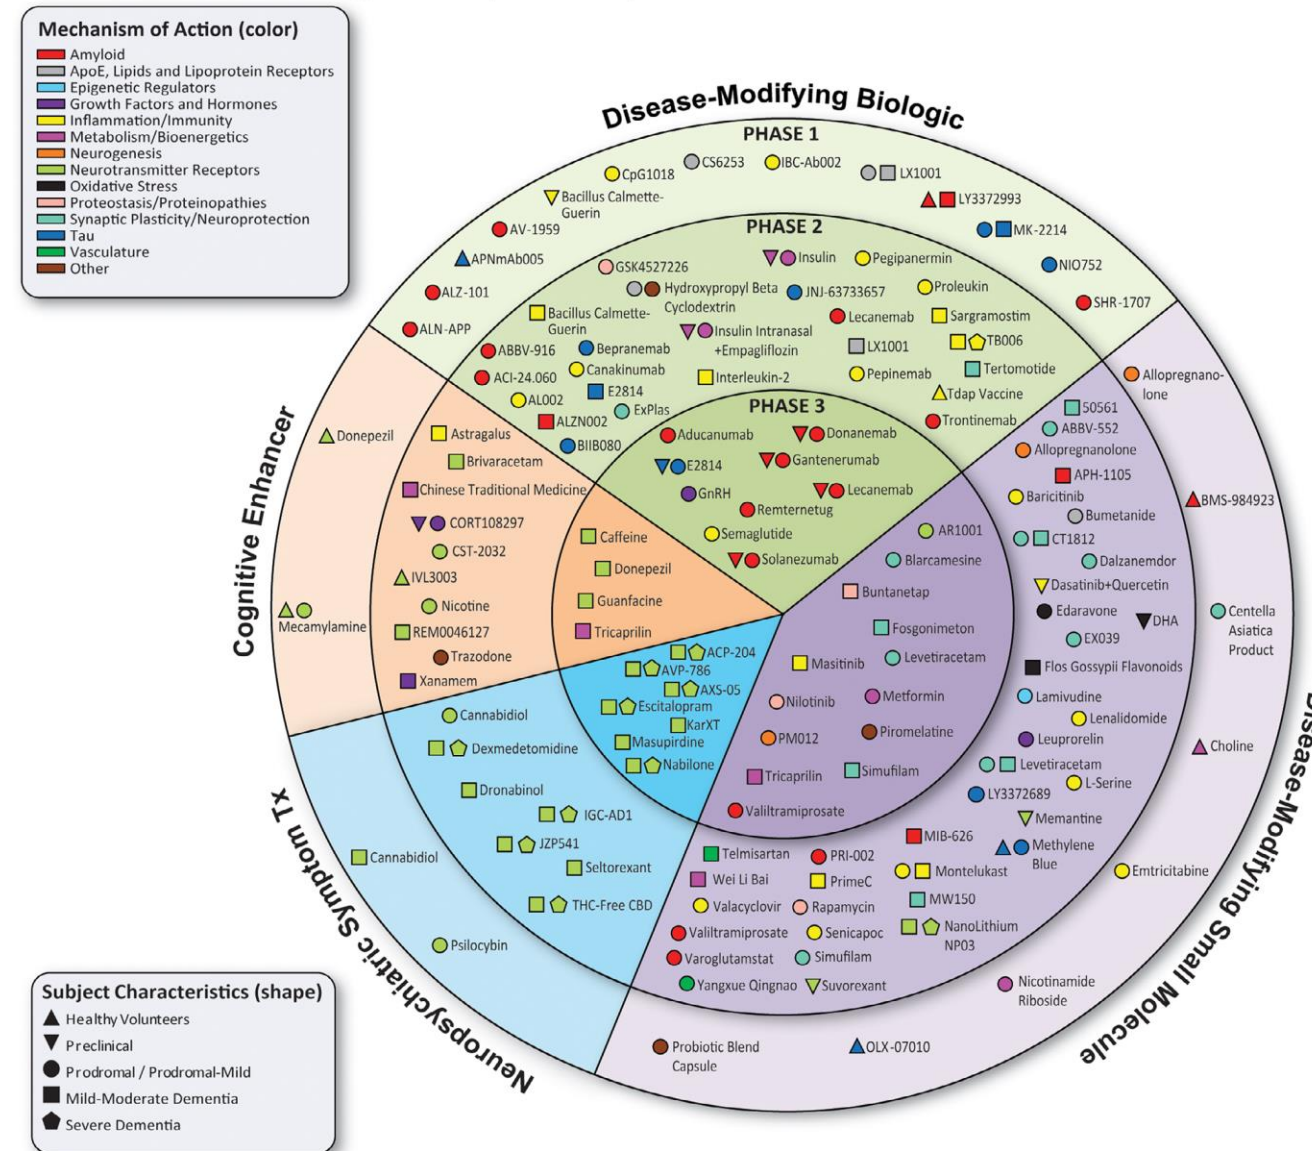 Mechanism of Action (color)
Amyloid
ApoE, Lipids and Lipoprotein Receptors
Epigenetic Regulators
Growth Factors and Hormones
Inflammation/Immunity
Metabolism/Bioenergetics
Neurogenesis
Neurotransmitter Receptors
Oxidative Stress
Proteostasis/Proteinopathies
Synaptic Plasticity/Neuroprotection
Tau
Vasculature
Other
Disease-Modifying Biologic
PHASE 1
CpG1018
CS6253
IBC-Ab002
LX1001
Bacillus Calmette-
Guerin
LY3372993
AV-1959
MK-2214
APNmAb005
NIO752
ALZ-101
SHR-1707
ALN-APP
PHASE 2
GSK4527226
Insulin
Pegipanermin
Hydroxypropyl Beta
Cyclodextrin
JNJ-63733657
Proleukin
Bacillus Calmette-
Guerin
Insulin Intranasal
+Empagliflozin
Lecanemab
Sargramostim
ABBV-916
Bepranemab
LX1001
TB006
ACI-24.060
Canakinumab
Interleukin-2
Pepinemab
Tertomotide
AL002
E2814
Tdap Vaccine
ALZN002
ExPlas
Trontinemab
BIIB080
PHASE 3
Aducanumab
Donanemab
E2814
Gantenerumab
GnRH
Lecanemab
Remternetug
Semaglutide
Solanezumab
Cognitive Enhancer
Donepezil
Mecamylamine
Astragalus
Brivaracetam
Chinese Traditional Medicine
CORT108297
CST-2032
IVL3003
Nicotine
REM0046127
Trazodone
Xanamem
Caffeine
Donepezil
Guanfacine
Tricaprilin
Neuropsychiatric Symptom Tx
ACP-204
AVP-786
AXS-05
Escitalopram
KarXT
Masupirdine
Nabilone
Cannabidiol
Dexmedetomidine
Dronabinol
IGC-AD1
JZP541
Seltorexant
THC-Free CBD
Cannabidiol
Psilocybin
Disease-Modifying Small Molecule
AR1001
Blarcamesine
Buntanetap
Fosgonimeton
Masitinib
Levetiracetam
Nilotinib
Metformin
PM012
Piromelatine
Tricaprilin
Simufilam
Valiltramiprosate
50561
ABBV-552
Allopregnanolone
APH-1105
Baricitinib
Bumetanide
CT1812
Dalzanemdor
Dasatinib+Quercetin
Edaravone
DHA
EX039
Flos Gossypii Flavonoids
Lamivudine
Lenalidomide
Leuprorelin
Levetiracetam
L-Serine
LY3372689
Memantine
MIB-626
Methylene
Blue
Telmisartan
PRI-002
Montelukast
Wei Li Bai
PrimeC
MW150
Valacyclovir
Rapamycin
NanoLithium
NP03
Valiltramiprosate
Senicapoc
Varoglutamstat
Simufilam
Yangxue Qingnao
Suvorexant
Allopregnano-
lone
BMS-984923
Centella
Asiatica
Product
Choline
Emtricitabine
Nicotinamide
Riboside
Probiotic Blend
Capsule
OLX-07010
Subject Characteristics (shape)
Healthy Volunteers
Preclinical
Prodromal / Prodromal-Mild
Mild-Moderate Dementia
Severe Dementia